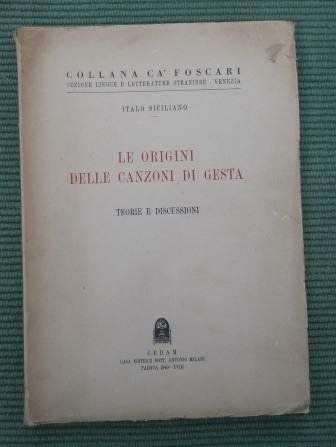 COLLANA CA' FOSCARI
SEZIONE LINGUE E LETTERATURE STRANIERE - VENEZIA
ITALO SICILIANO
LE ORIGINI
DELLE CANZONI DI GESTA
TEORIE E DISCUSSIONI
CEDAM
CASA EDITRICE DOTT. ANTONIO MILANI
PADOVA 1940 - XVIII